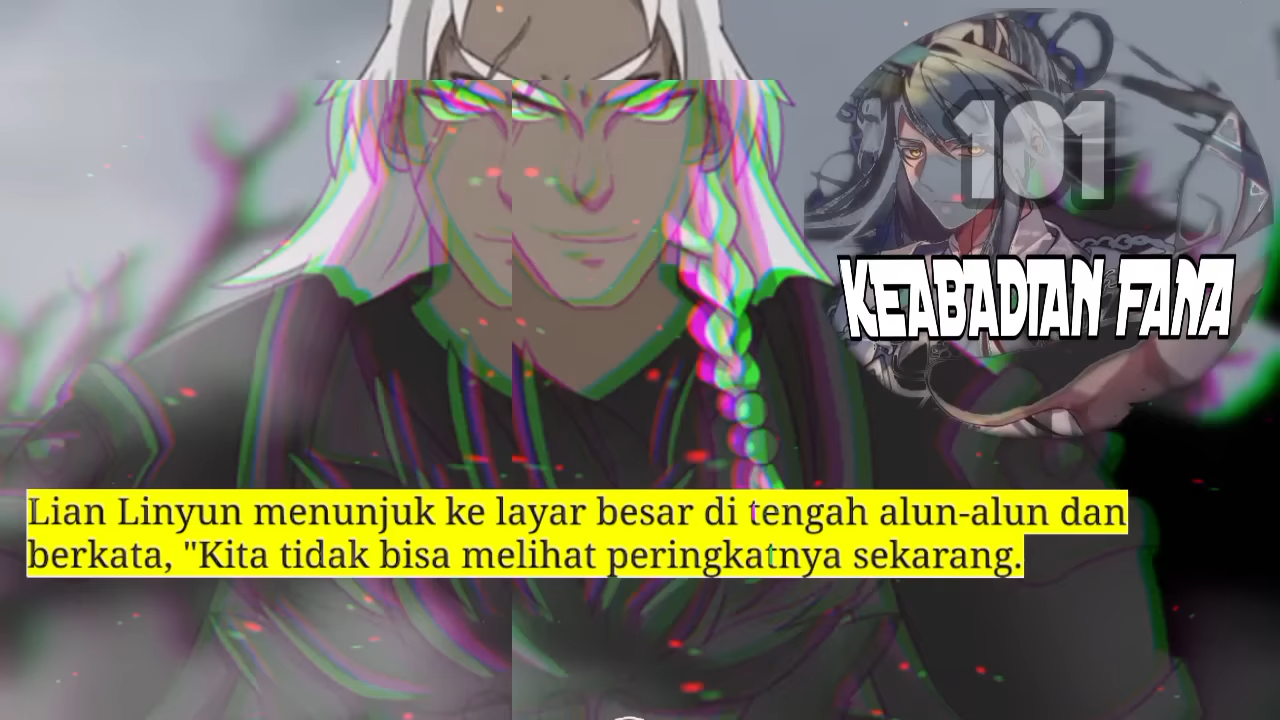 101
KEABADIAN FANA
Lian Linyun menunjuk ke layar besar di tengah alun-alun dan
berkata, "Kita tidak bisa melihat peringkatnya sekarang.